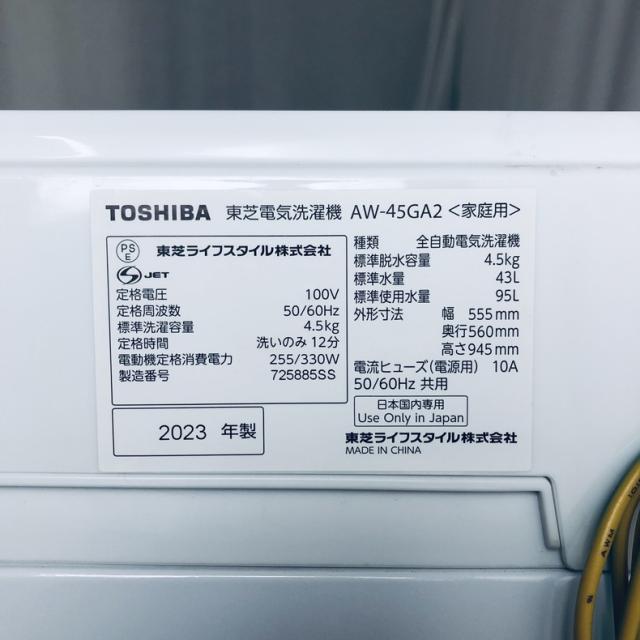 TOSHIBA 東芝電気洗濯機 AW-45GA2 <家庭用>
PS
E
東芝ライフスタイル株式会社
S JET
定格電圧 100V
定格周波数 50/60Hz
標準洗濯容量 4.5kg
定格時間 洗いのみ 12分
電動機定格消費電力 255/330W
製造番号 725885SS
2023 年製
種類 全自動電気洗濯機
標準脱水容量 4.5kg
標準水量 43L
標準使用水量 95L
外形寸法 幅 555mm
奥行560mm
高さ945mm
電流ヒューズ(電源用) 10A
50/60Hz 共用
日本国内専用
Use Only in Japan
東芝ライフスタイル株式会社
MADE IN CHINA
AWM